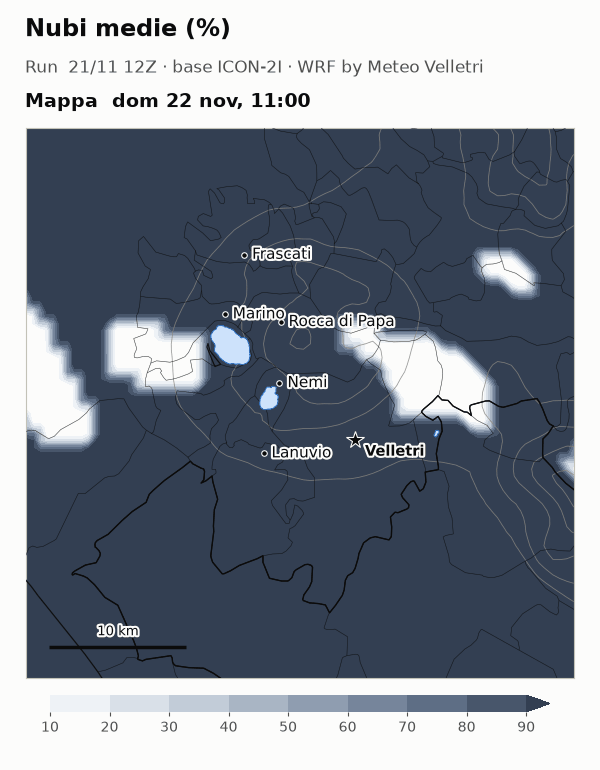 Nubi medie (%)
Run  21/11 12Z · base ICON-2I · WRF by Meteo Velletri
Mappa  dom 22 nov, 11:00
Frascati
Marino
Rocca di Papa
Nemi
Velletri
Lanuvio
10 km
10 20 30 40 50 60 70 80 90